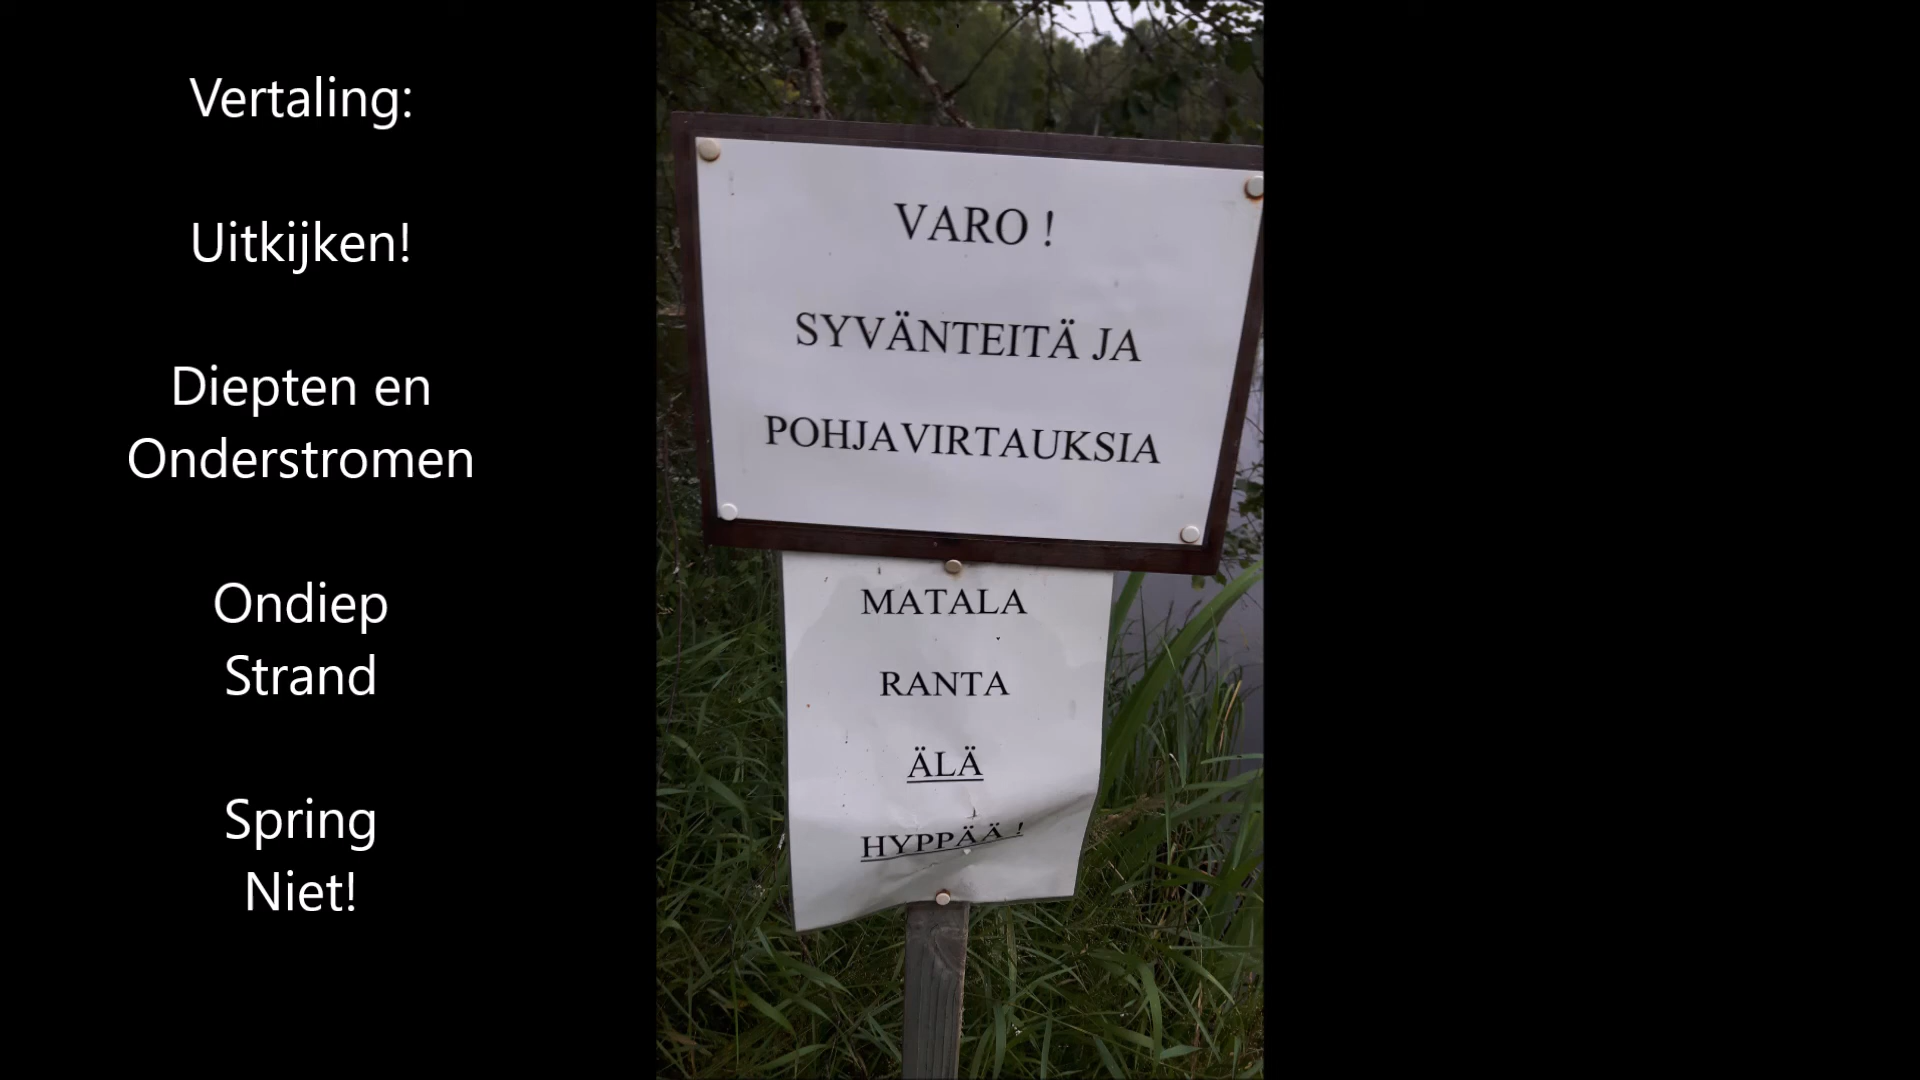 Vertaling:
Uitkijken!
Diepten en
Onderstromen
Ondiep
Strand
Spring
Niet!
VARO !
SYVÄNTEITÄ JA
POHJAVIRTAUKSIA
MATALA
RANTA
ÄLÄ
HYPPÄÄ !